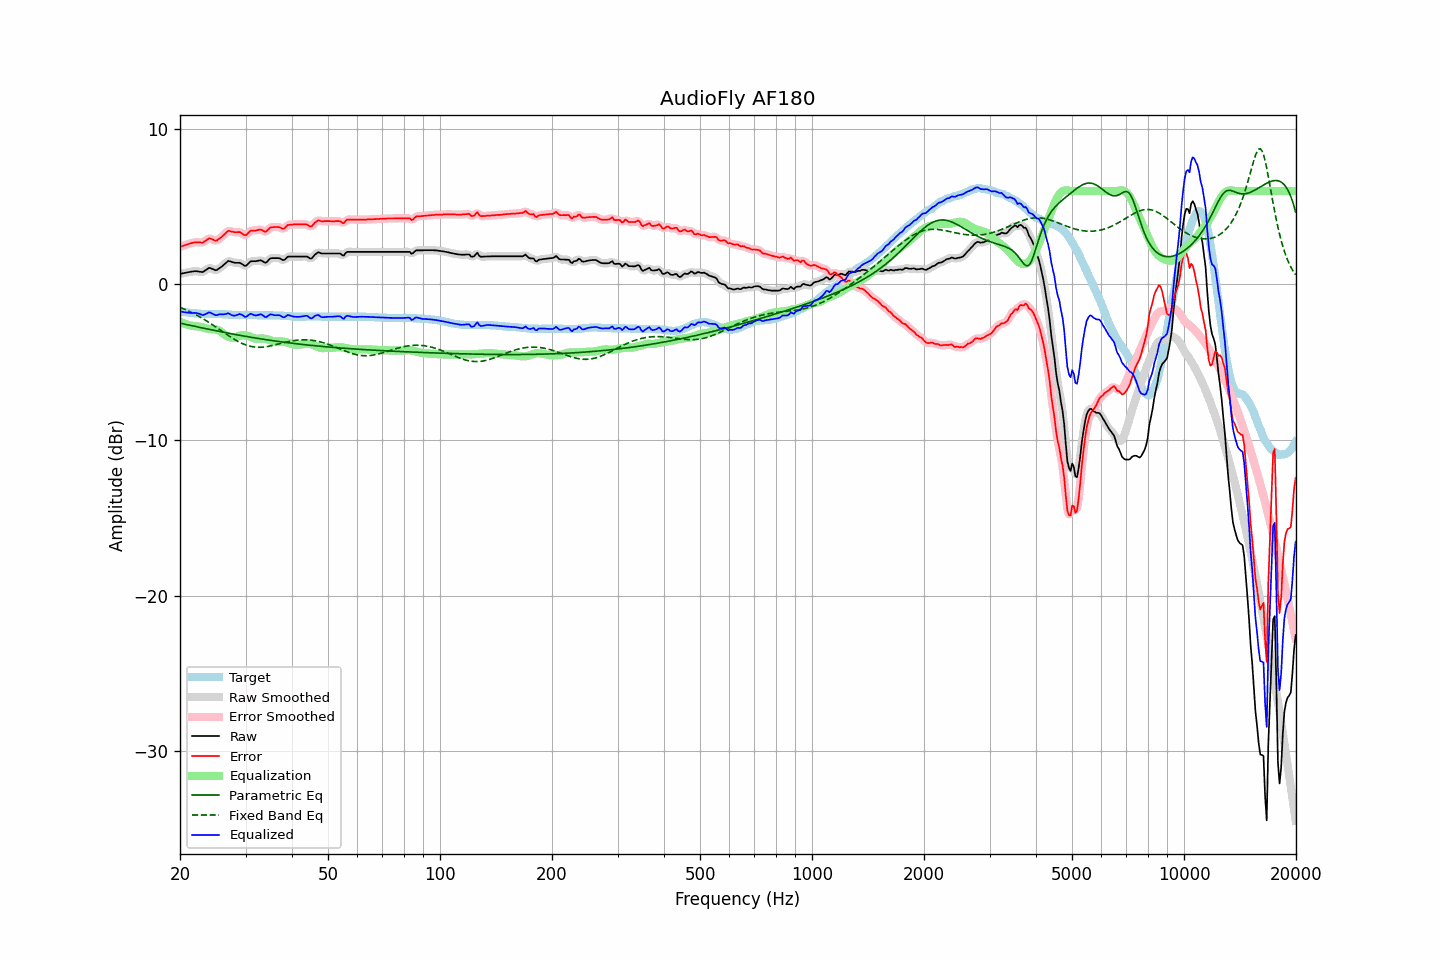 AudioFly AF180
10
0
−10
−20
−30
Amplitude (dBr)
Target
Raw Smoothed
Error Smoothed
Raw
Error
Equalization
Parametric Eq
Fixed Band Eq
Equalized
20 50 100 200 500 1000 2000 5000 10000 20000
Frequency (Hz)